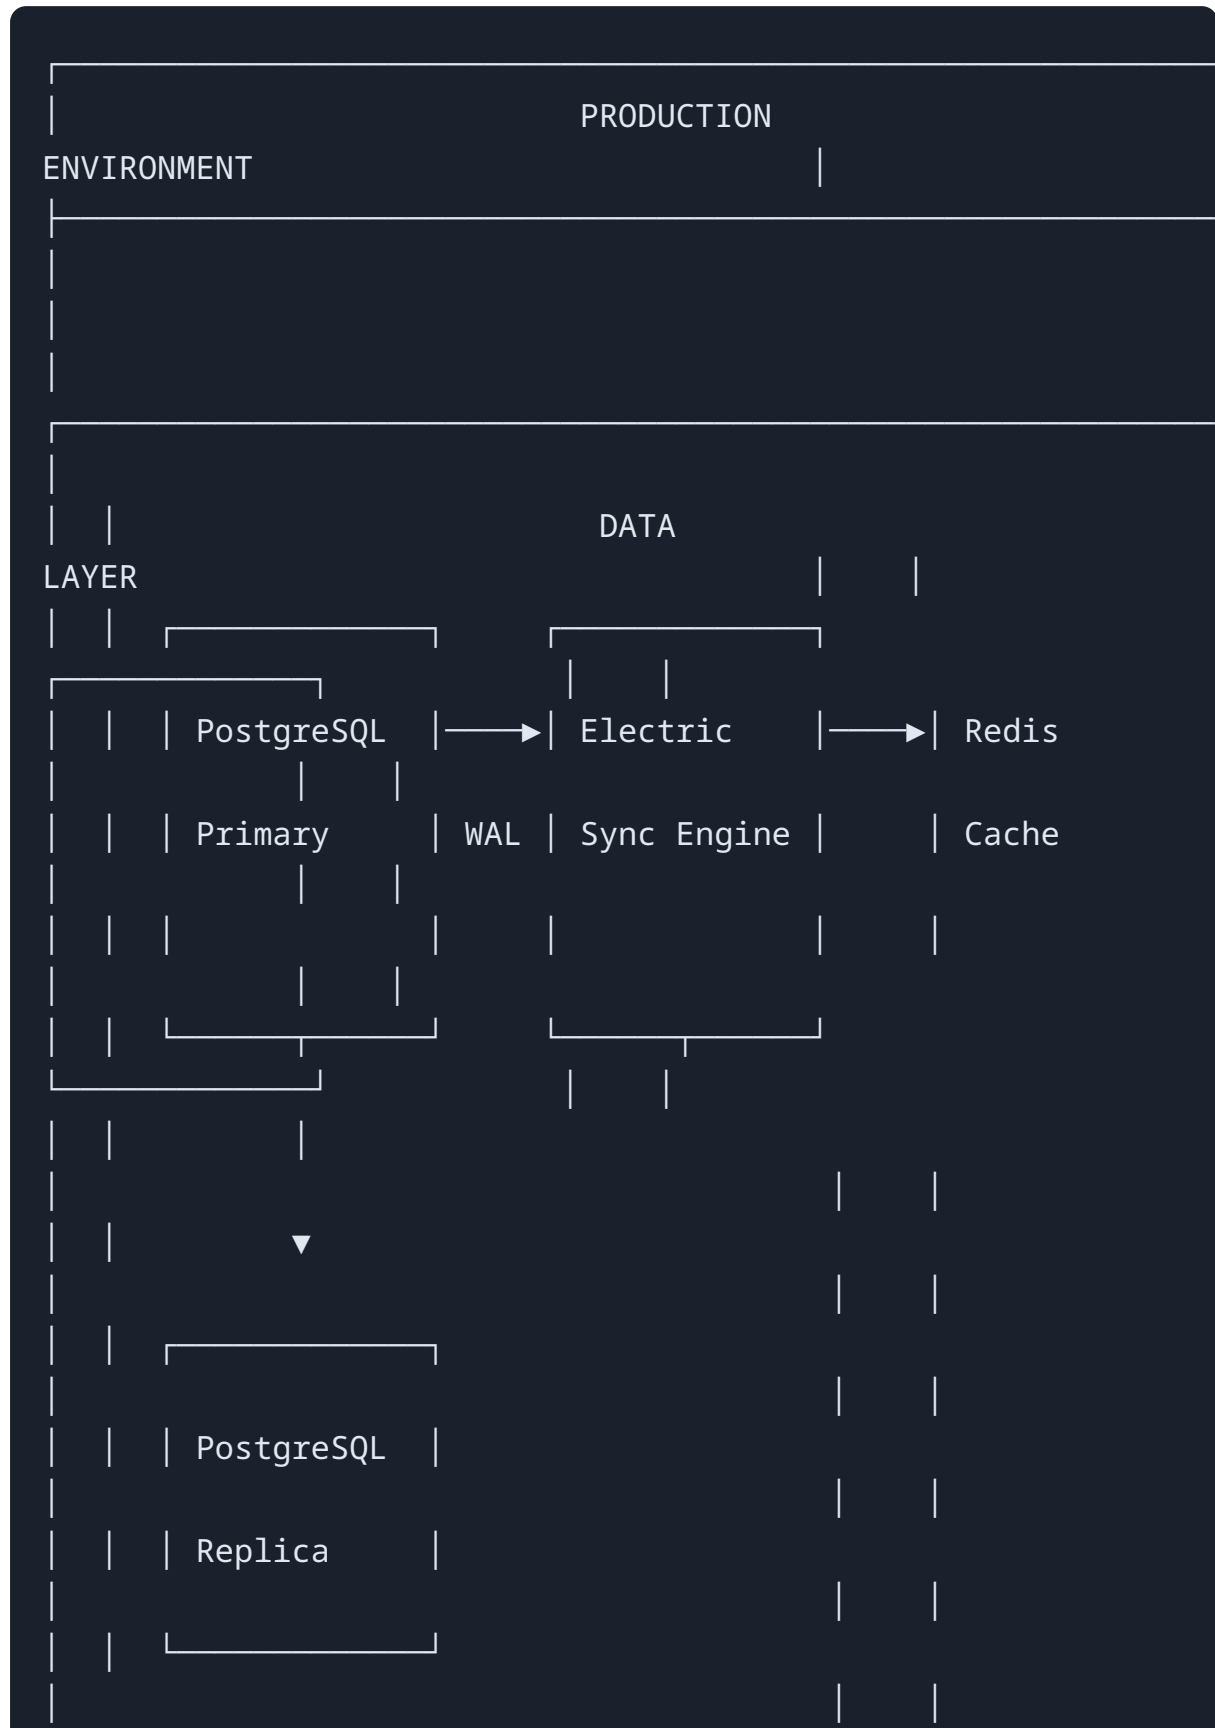 PRODUCTION
ENVIRONMENT
DATA
LAYER
PostgreSQL Electric Redis
Primary WAL Sync Engine Cache
PostgreSQL
Replica